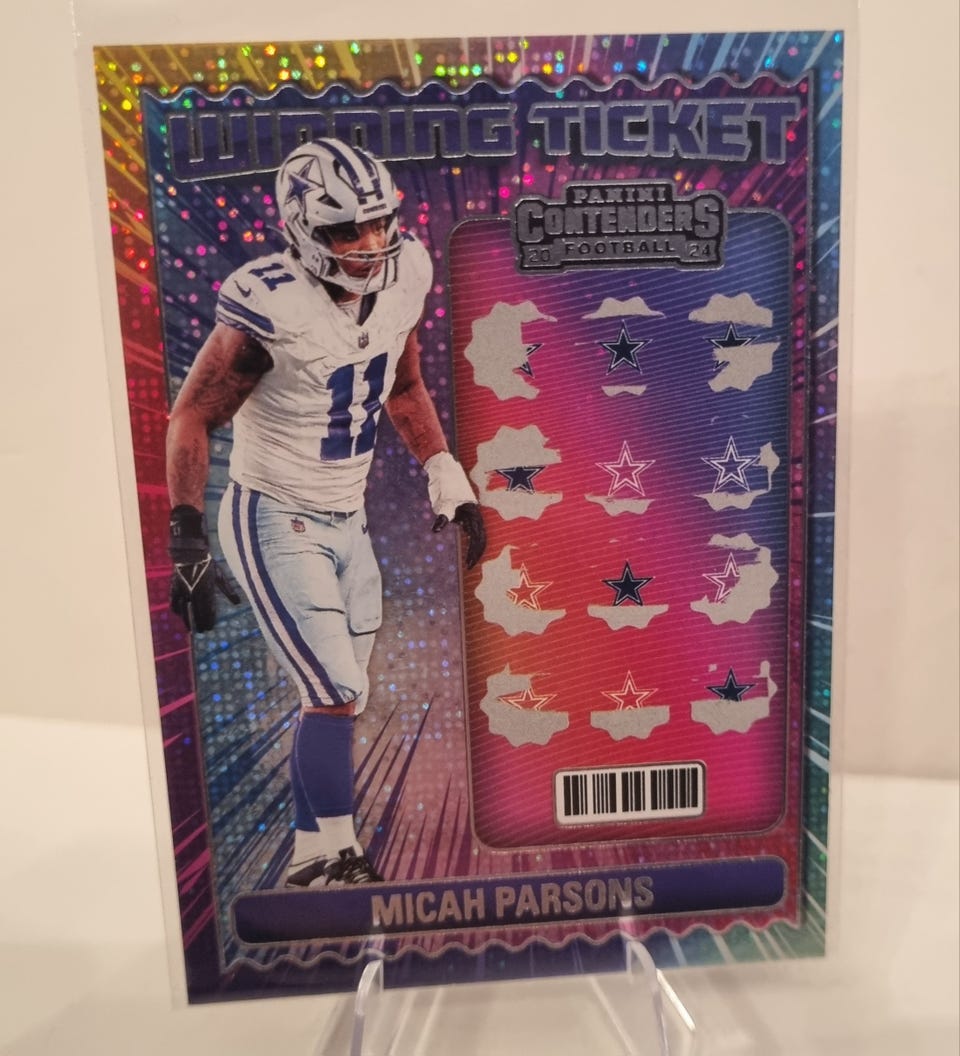 WINNING TICKET
PANINI
CONTENDERS
20 FOOTBALL 24
11
11
MICAH PARSONS